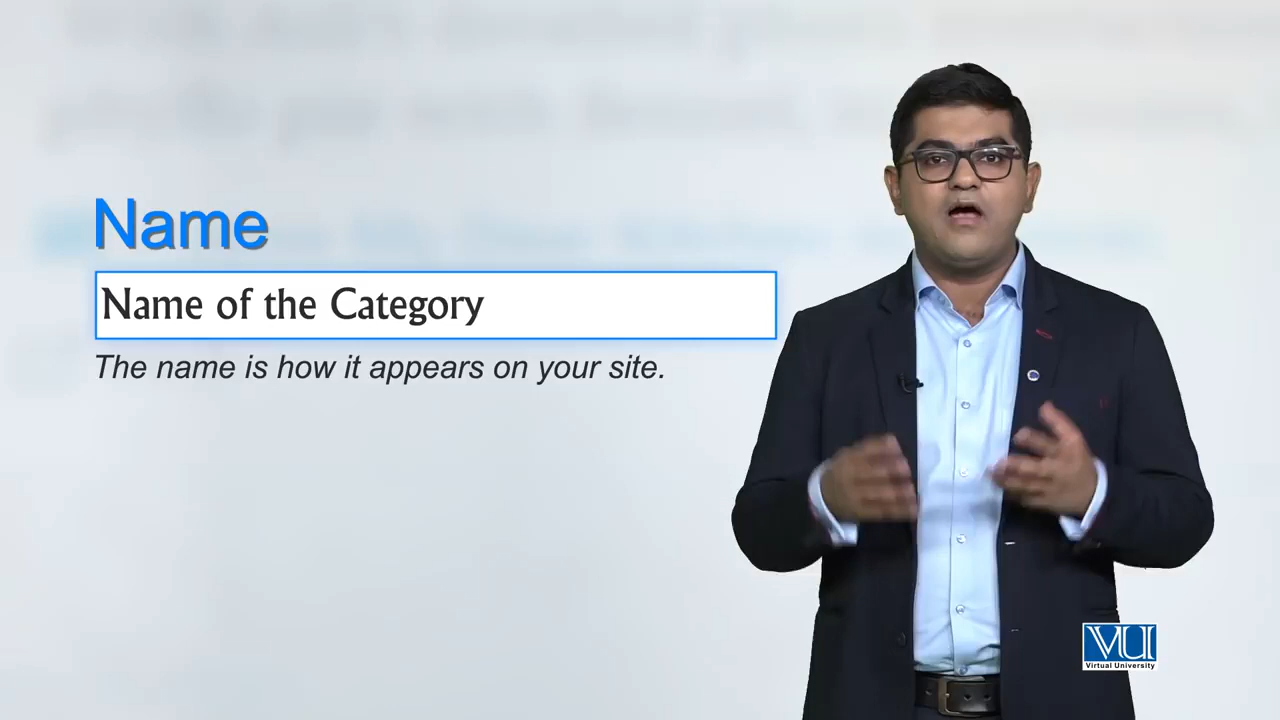 Name
Name of the Category
The name is how it appears on your site.
VU
Virtual University